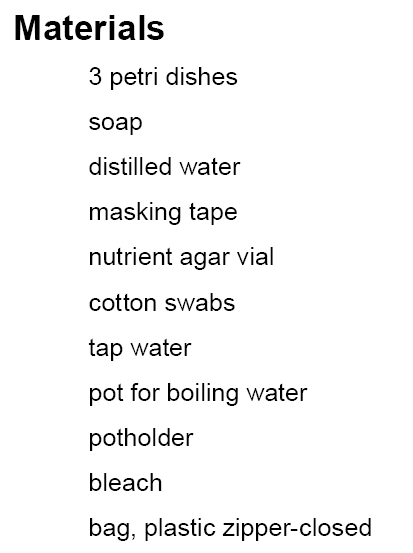 Materials
3 petri dishes
soap
distilled water
masking tape
nutrient agar vial
cotton swabs
tap water
pot for boiling water
potholder
bleach
bag, plastic zipper-closed